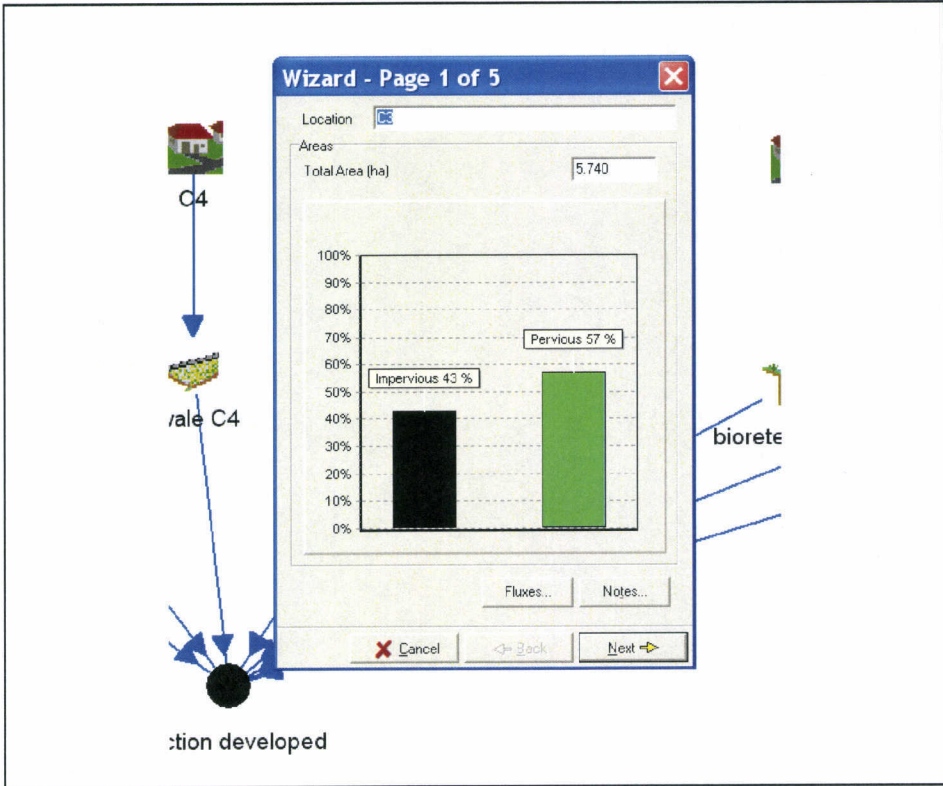 Wizard - Page 1 of 5
Location C3
Areas
Total Area (ha) 5.740
100%
90%
80%
70%
60%
50%
40%
30%
20%
10%
0%
Impervious 43 %
Pervious 57 %
Fluxes...
Notes...
Cancel
Back
Next
C4
vale C4
biorete
ction developed